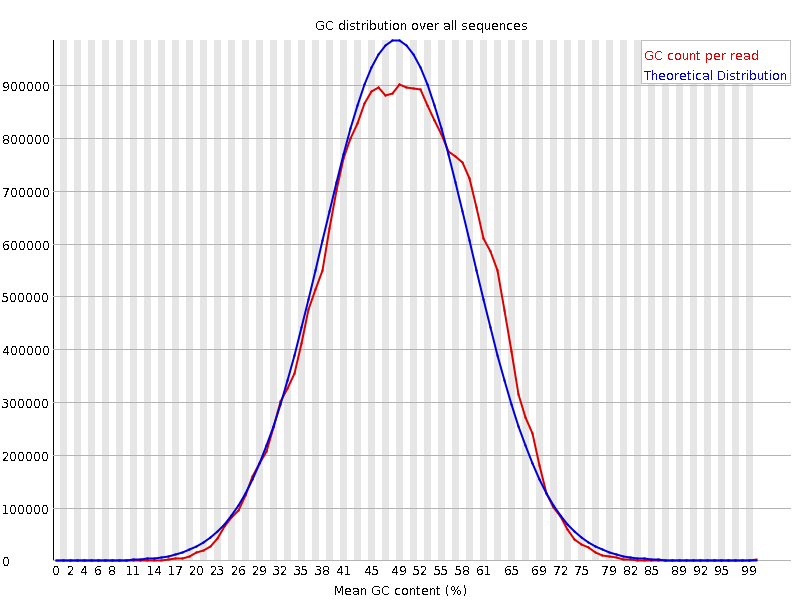 GC distribution over all sequences
GC count per read
Theoretical Distribution
900000
800000
700000
600000
500000
400000
300000
200000
100000
0
0 2 4 6 8 11 14 17 20 23 26 29 32 35 38 41 45 49 52 55 58 61 65 69 72 75 79 82 85 89 92 95 99
Mean GC content (%)